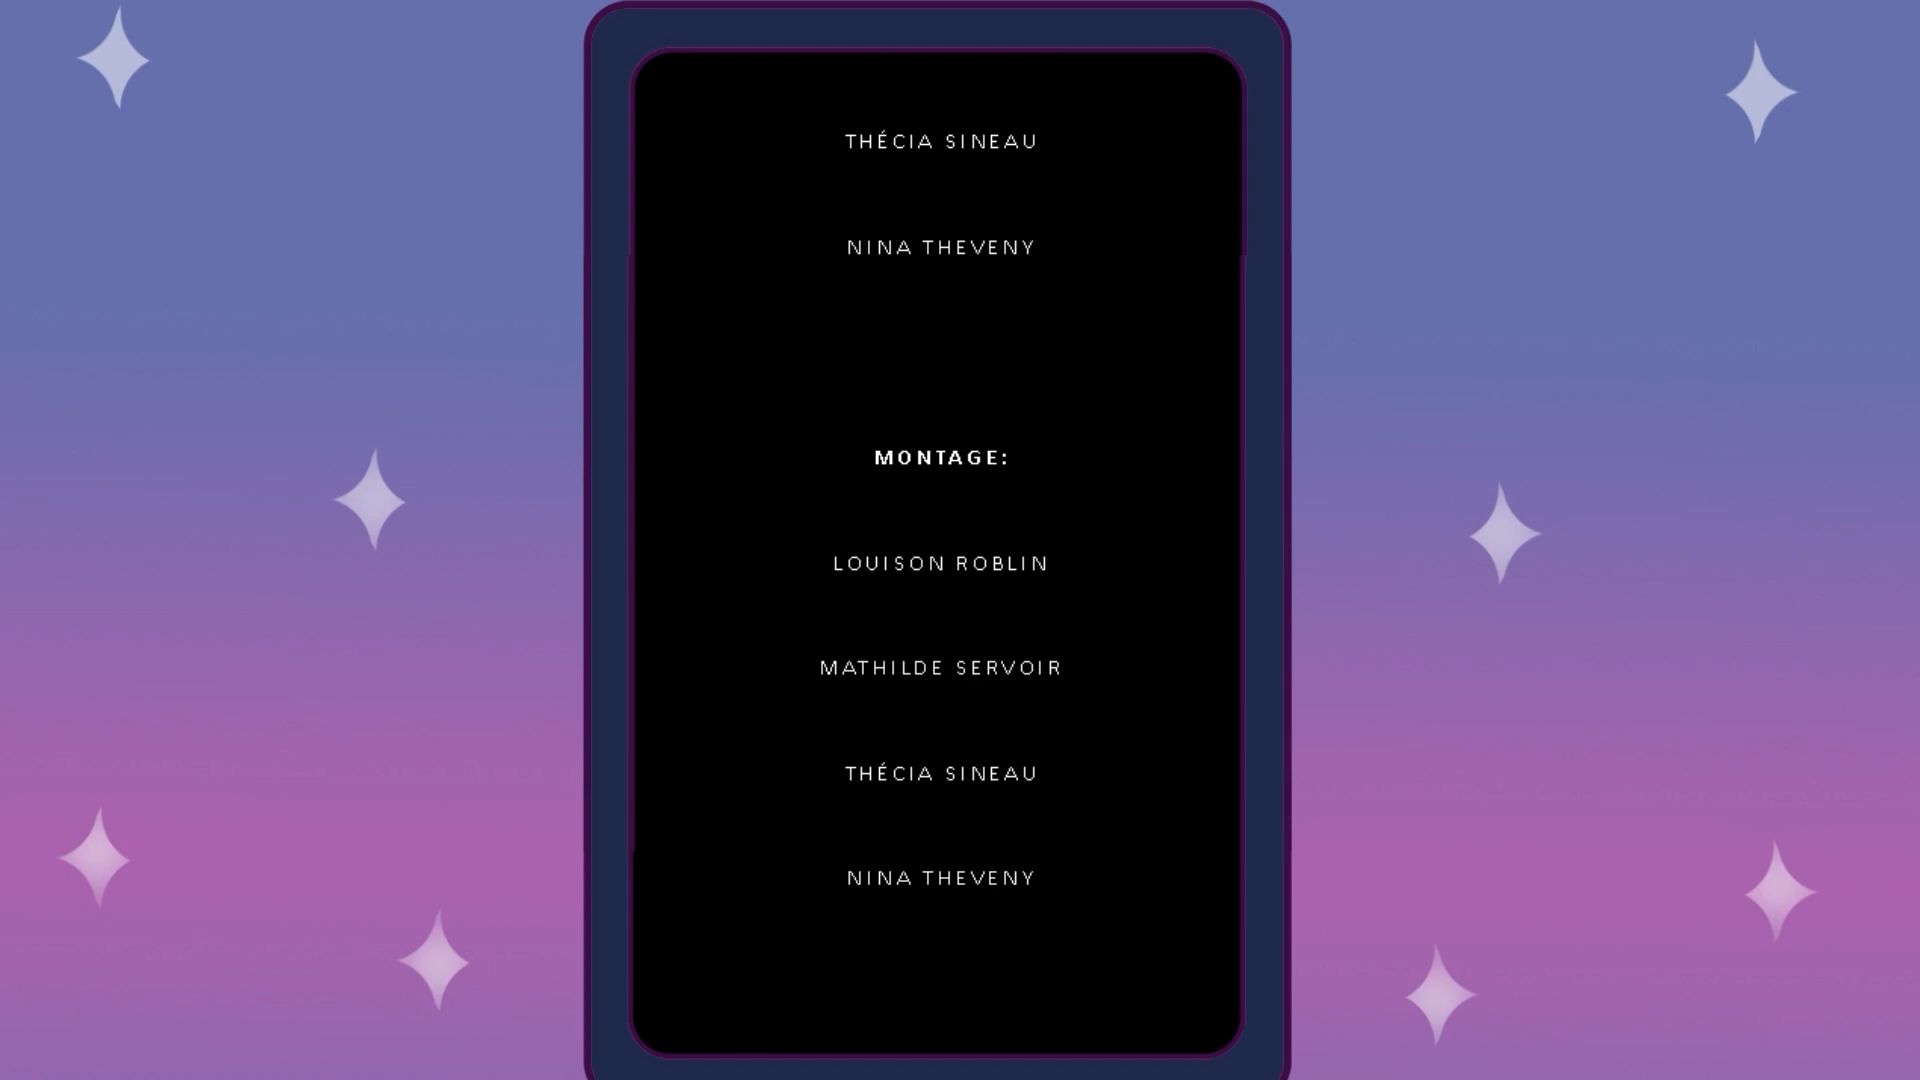 THÉCIA SINEAU
NINA THEVENY
MONTAGE:
LOUISON ROBLIN
MATHILDE SERVOIR
THÉCIA SINEAU
NINA THEVENY